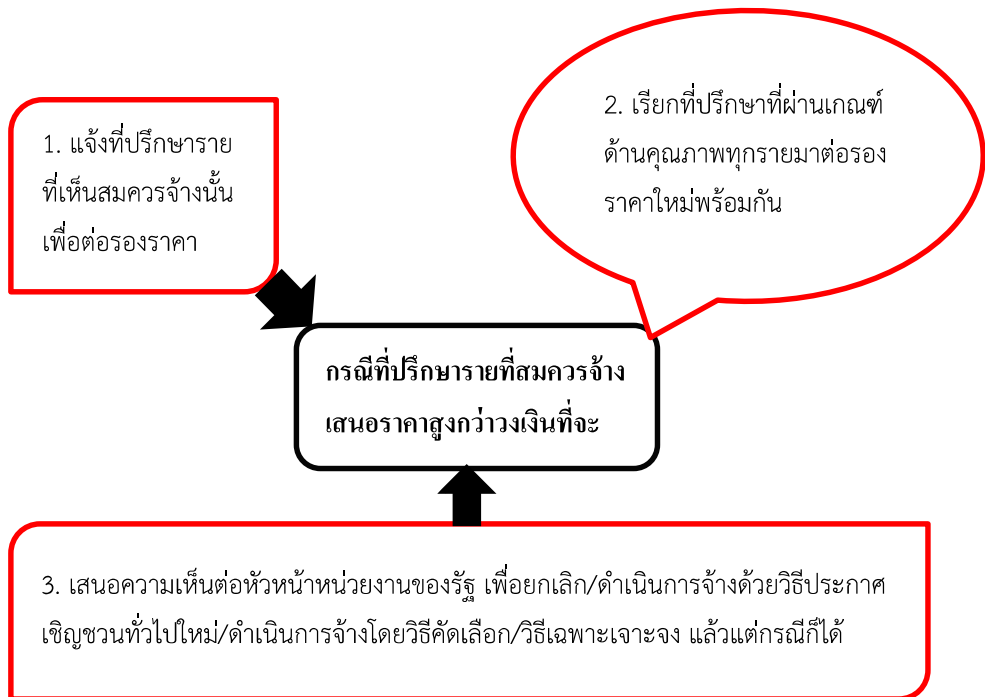 1. แจ้งที่ปรึกษาราย
ที่เห็นสมควรจ้างนั้น
เพื่อต่อรองราคา
2. เรียกที่ปรึกษาที่ผ่านเกณฑ์
ด้านคุณภาพทุกรายมาต่อรอง
ราคาใหม่พร้อมกัน
กรณีที่ปรึกษารายที่สมควรจ้าง
เสนอราคาสูงกว่าวงเงินที่จะ
3. เสนอความเห็นต่อหัวหน้าหน่วยงานของรัฐ เพื่อยกเลิก/ดำเนินการจ้างด้วยวิธีประกาศ
เชิญชวนทั่วไปใหม่/ดำเนินการจ้างโดยวิธีคัดเลือก/วิธีเฉพาะเจาะจง แล้วแต่กรณีก็ได้